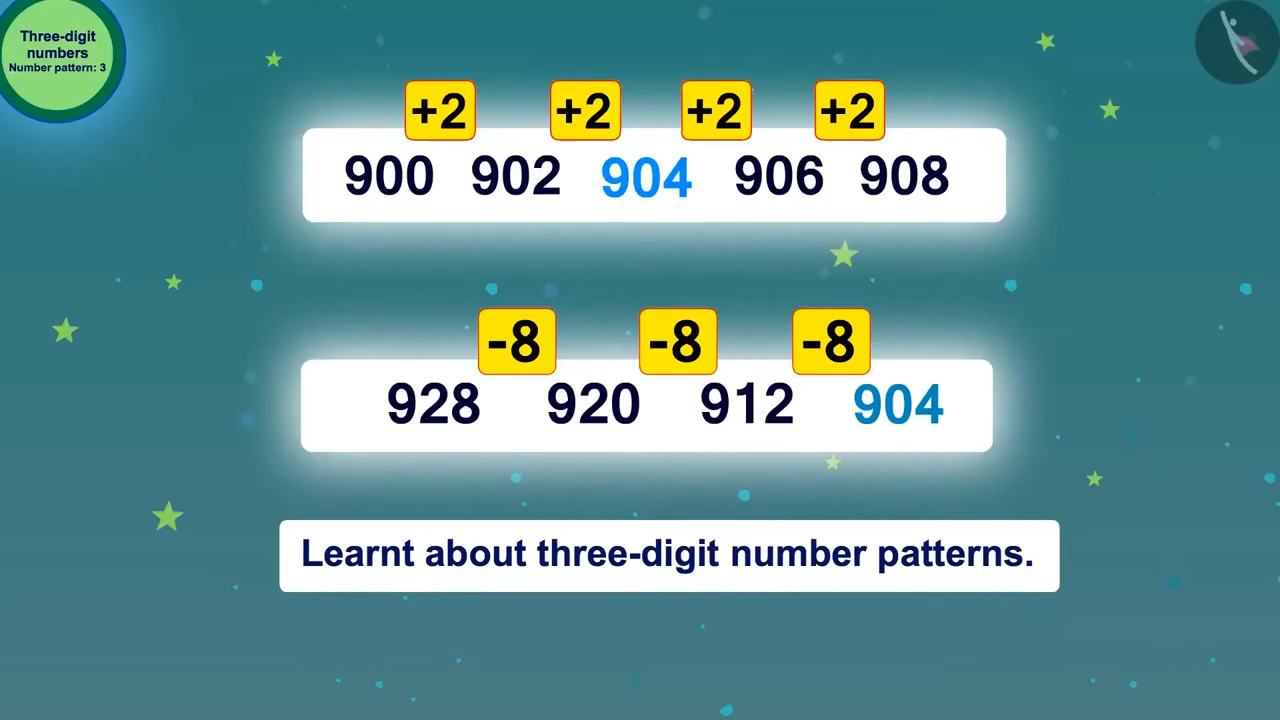 Three-digit
numbers
Number pattern: 3
+2 +2 +2 +2
900 902 904 906 908
-8 -8 -8
928 920 912 904
Learnt about three-digit number patterns.